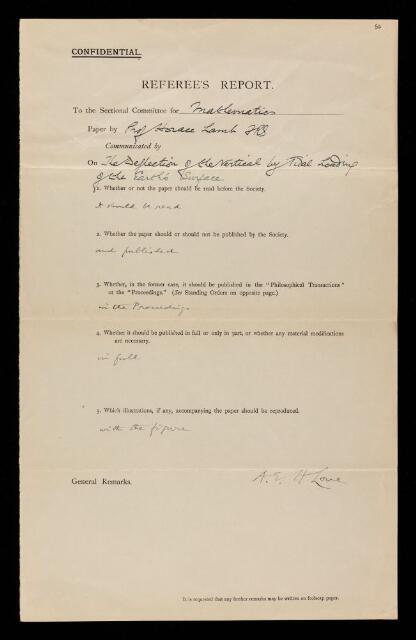 50
CONFIDENTIAL.
REFEREE'S REPORT.
To the Sectional Committee for Mathematics
Paper by Prof Horace Lamb FRS
Communicated by
On The Deflection of the Vertical by Tidal Loading
of the Earth's Surface
1. Whether or not the paper should be read before the Society.
It should be read
2. Whether the paper should or should not be published by the Society.
and published
3. Whether, in the former case, it should be published in the "Philosophical Transactions"
or the "Proceedings." (See Standing Orders on opposite page.)
in the Proceedings
4. Whether it should be published in full or only in part, or whether any material modifications
are necessary.
in full
5. Which illustrations, if any, accompanying the paper should be reproduced.
with the figure
General Remarks.
A. E. H Love
It is requested that any further remarks may be written on foolscap paper.